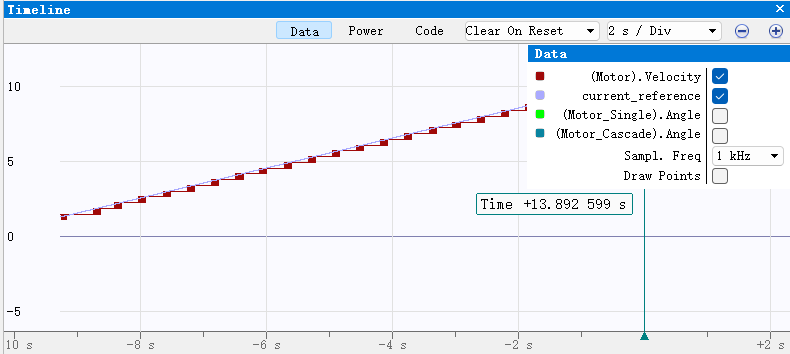 Timeline
Data Power Code Clear On Reset 2 s / Div
Data
(Motor).Velocity
current_reference
(Motor_Single).Angle
(Motor_Cascade).Angle
Sampl. Freq 1 kHz
Draw Points
10
5
0
-5
Time +13.892 599 s
10 s -8 s -6 s -4 s -2 s +2 s